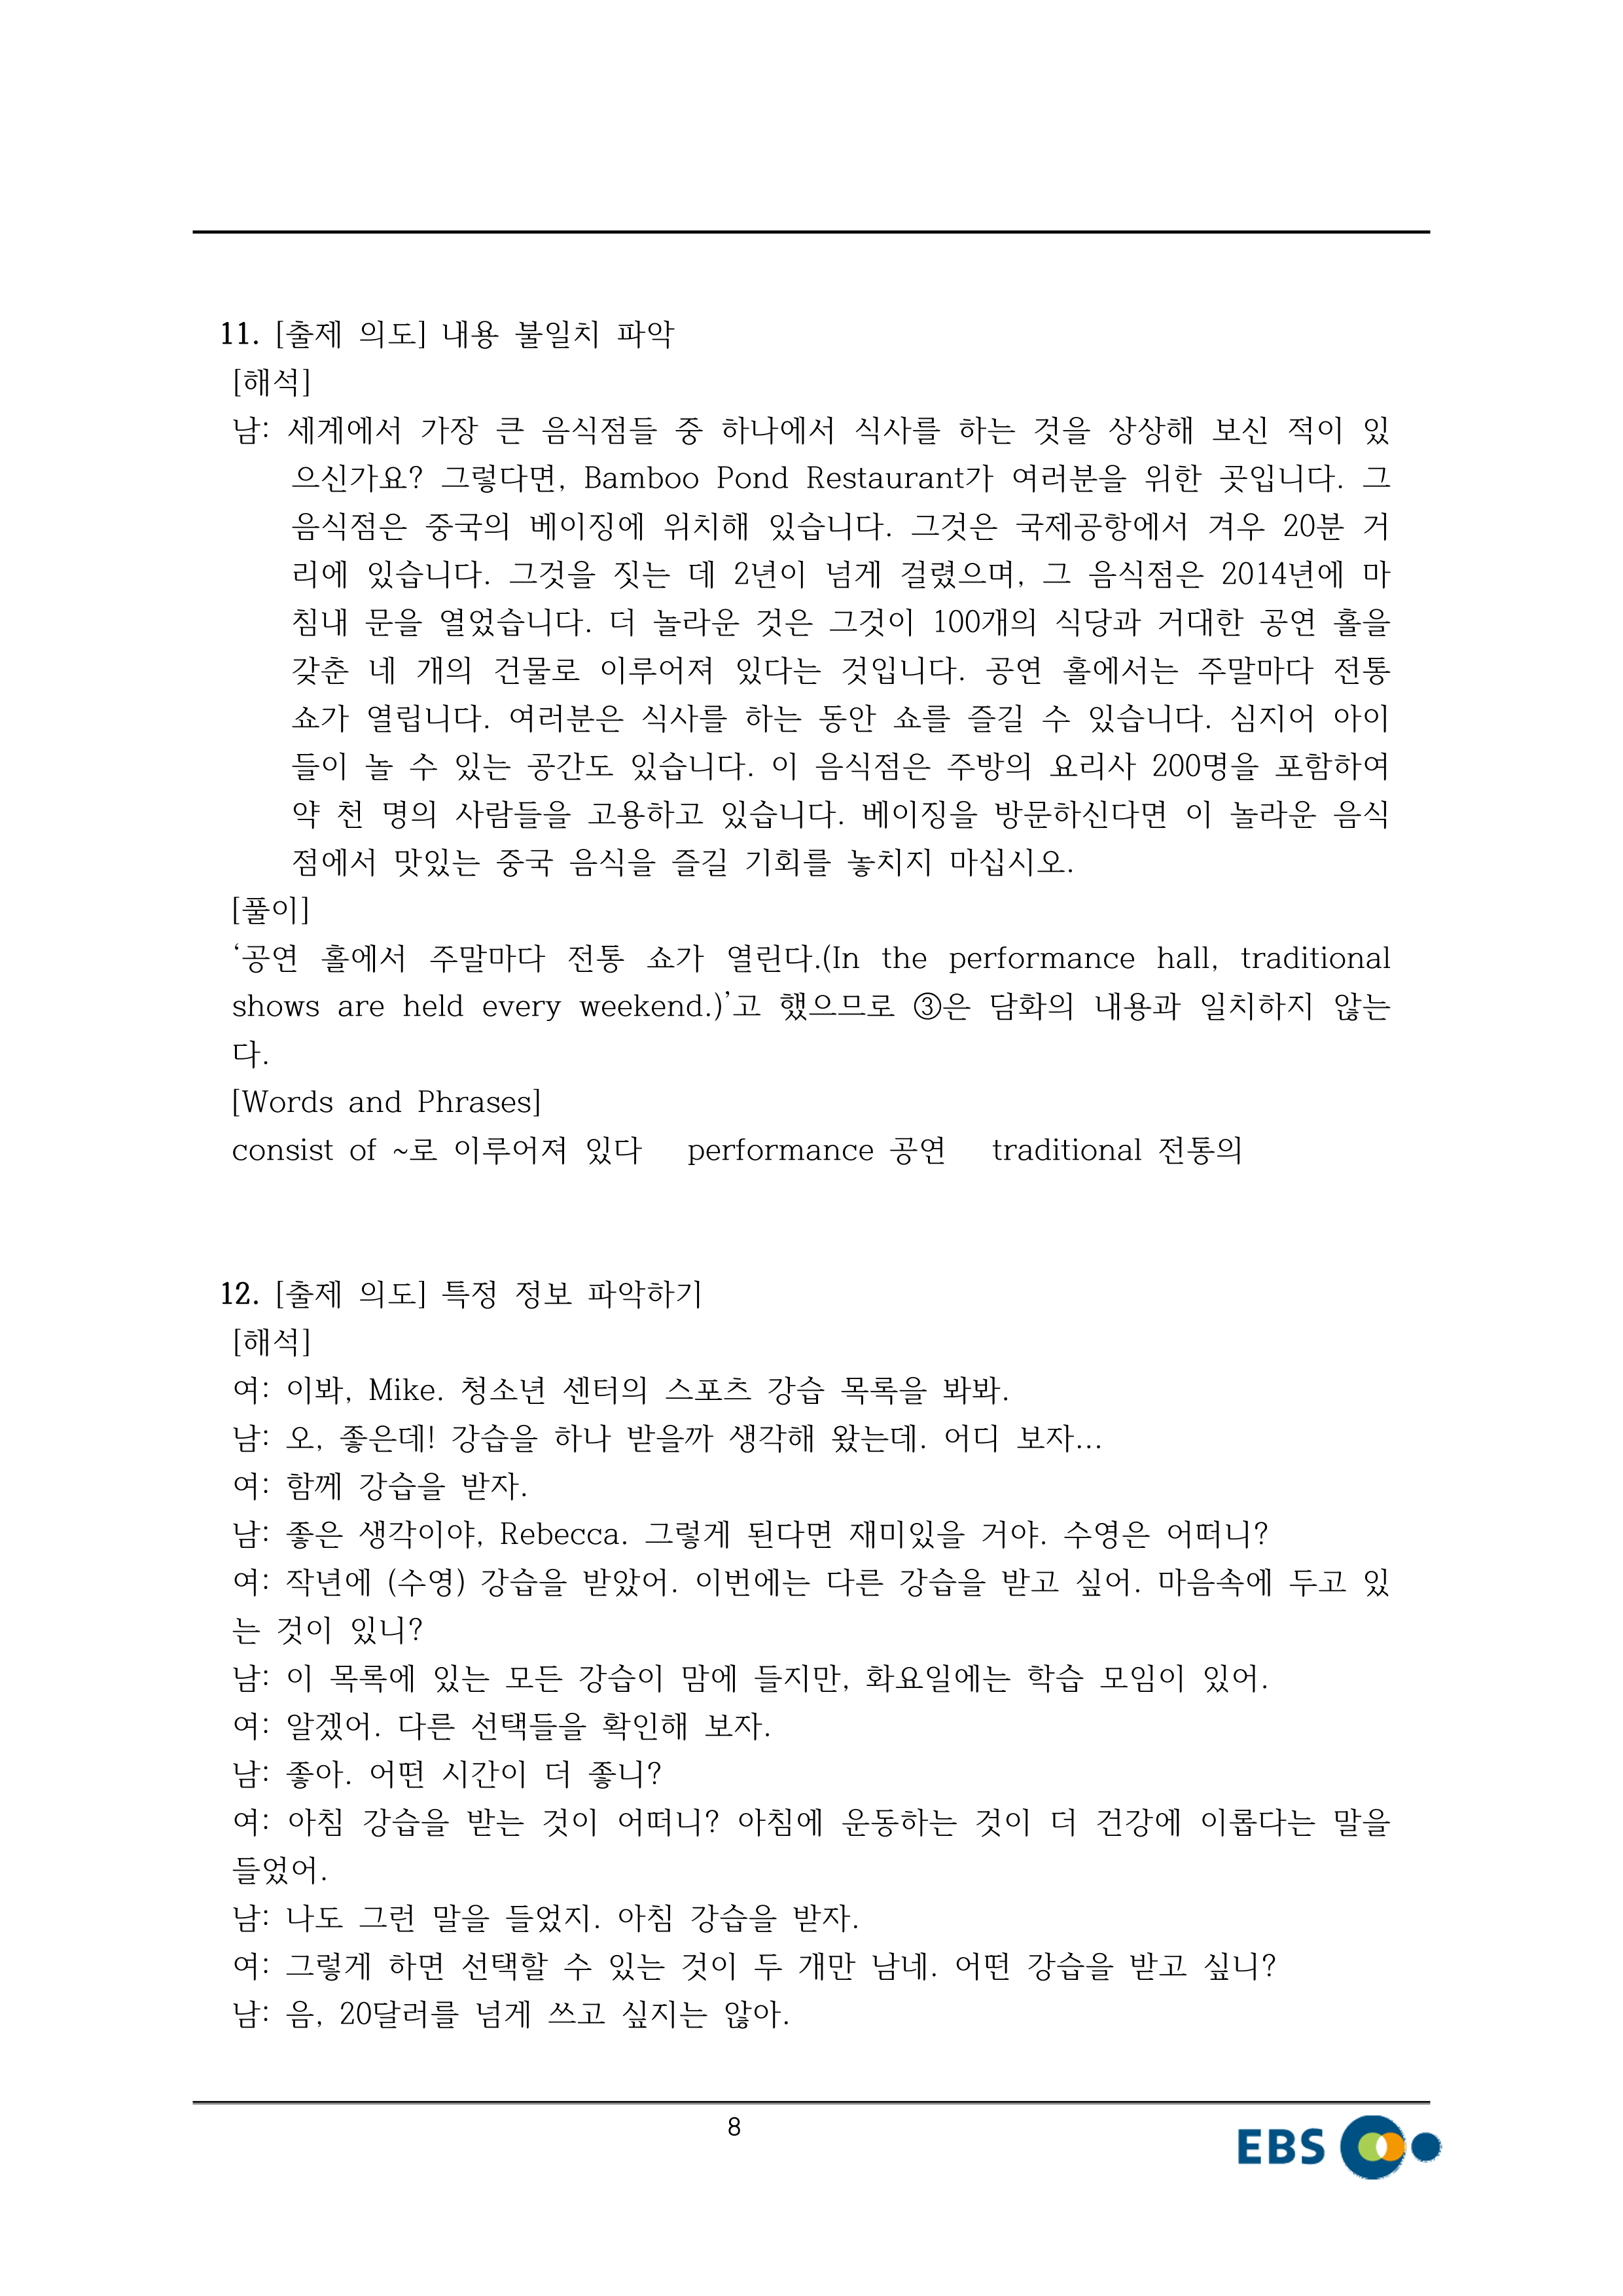 11. [출제 의도] 내용 불일치 파악
[해석]
남: 세계에서 가장 큰 음식점들 중 하나에서 식사를 하는 것을 상상해 보신 적이 있
으신가요? 그렇다면, Bamboo Pond Restaurant가 여러분을 위한 곳입니다. 그
음식점은 중국의 베이징에 위치해 있습니다. 그것은 국제공항에서 겨우 20분 거
리에 있습니다. 그것을 짓는 데 2년이 넘게 걸렸으며, 그 음식점은 2014년에 마
침내 문을 열었습니다. 더 놀라운 것은 그것이 100개의 식당과 거대한 공연 홀을
갖춘 네 개의 건물로 이루어져 있다는 것입니다. 공연 홀에서는 주말마다 전통
쇼가 열립니다. 여러분은 식사를 하는 동안 쇼를 즐길 수 있습니다. 심지어 아이
들이 놀 수 있는 공간도 있습니다. 이 음식점은 주방의 요리사 200명을 포함하여
약 천 명의 사람들을 고용하고 있습니다. 베이징을 방문하신다면 이 놀라운 음식
점에서 맛있는 중국 음식을 즐길 기회를 놓치지 마십시오.
[풀이]
‘공연 홀에서 주말마다 전통 쇼가 열린다.(In the performance hall, traditional
shows are held every weekend.)’고 했으므로 ③은 담화의 내용과 일치하지 않는
다.
[Words and Phrases]
consist of ~로 이루어져 있다 performance 공연 traditional 전통의
12. [출제 의도] 특정 정보 파악하기
[해석]
여: 이봐, Mike. 청소년 센터의 스포츠 강습 목록을 봐봐.
남: 오, 좋은데! 강습을 하나 받을까 생각해 왔는데. 어디 보자...
여: 함께 강습을 받자.
남: 좋은 생각이야, Rebecca. 그렇게 된다면 재미있을 거야. 수영은 어떠니?
여: 작년에 (수영) 강습을 받았어. 이번에는 다른 강습을 받고 싶어. 마음속에 두고 있
는 것이 있니?
남: 이 목록에 있는 모든 강습이 맘에 들지만, 화요일에는 학습 모임이 있어.
여: 알겠어. 다른 선택들을 확인해 보자.
남: 좋아. 어떤 시간이 더 좋니?
여: 아침 강습을 받는 것이 어떠니? 아침에 운동하는 것이 더 건강에 이롭다는 말을
들었어.
남: 나도 그런 말을 들었지. 아침 강습을 받자.
여: 그렇게 하면 선택할 수 있는 것이 두 개만 남네. 어떤 강습을 받고 싶니?
남: 음, 20달러를 넘게 쓰고 싶지는 않아.
8
EBS